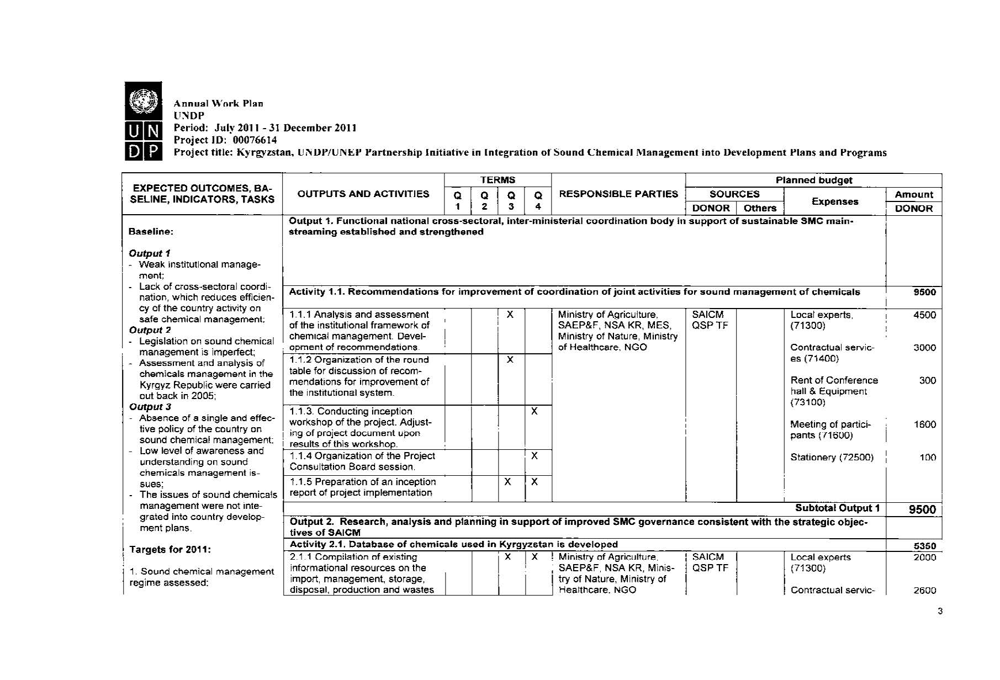 UN
DP
Annual Work Plan
UNDP
Period: July 2011 - 31 December 2011
Project ID: 00076614
Project title: Kyrgyzstan, UNDP/UNEP Partnership Initiative in Integration of Sound Chemical Management into Development Plans and Programs
EXPECTED OUTCOMES, BA-
SELINE, INDICATORS, TASKS
OUTPUTS AND ACTIVITIES
TERMS
Q 1
Q 2
Q 3
Q 4
RESPONSIBLE PARTIES
Planned budget
SOURCES
DONOR
Others
Expenses
Amount
DONOR
Baseline:
Output 1
- Weak institutional manage-
ment;
- Lack of cross-sectoral coordi-
nation, which reduces efficien-
cy of the country activity on
safe chemical management;
Output 2
- Legislation on sound chemical
management is imperfect;
- Assessment and analysis of
chemicals management in the
Kyrgyz Republic were carried
out back in 2005;
Output 3
- Absence of a single and effec-
tive policy of the country on
sound chemical management;
- Low level of awareness and
understanding on sound
chemicals management is-
sues;
- The issues of sound chemicals
management were not inte-
grated into country develop-
ment plans.
Targets for 2011:
1. Sound chemical management
regime assessed:
Output 1. Functional national cross-sectoral, inter-ministerial coordination body in support of sustainable SMC main-
streaming established and strengthened
Activity 1.1. Recommendations for improvement of coordination of joint activities for sound management of chemicals
9500
1.1.1 Analysis and assessment
of the institutional framework of
chemical management. Devel-
opment of recommendations.
X
1.1.2 Organization of the round
table for discussion of recom-
mendations for improvement of
the institutional system.
X
1.1.3. Conducting inception
workshop of the project. Adjust-
ing of project document upon
results of this workshop.
X
1.1.4 Organization of the Project
Consultation Board session.
X
1.1.5 Preparation of an inception
report of project implementation
X X
Ministry of Agriculture,
SAEP&F, NSA KR, MES,
Ministry of Nature, Ministry
of Healthcare, NGO
SAICM
QSP TF
Local experts,
(71300)
4500
Contractual servic-
es (71400)
3000
Rent of Conference
hall & Equipment
(73100)
300
Meeting of partici-
pants (71600)
1600
Stationery (72500)
100
Subtotal Output 1
9500
Output 2. Research, analysis and planning in support of improved SMC governance consistent with the strategic objec-
tives of SAICM
Activity 2.1. Database of chemicals used in Kyrgyzstan is developed
5350
2.1.1 Compilation of existing
informational resources on the
import, management, storage,
disposal, production and wastes
X X
Ministry of Agriculture,
SAEP&F, NSA KR, Minis-
try of Nature, Ministry of
Healthcare, NGO
SAICM
QSP TF
Local experts
(71300)
2000
Contractual servic-
2600
3